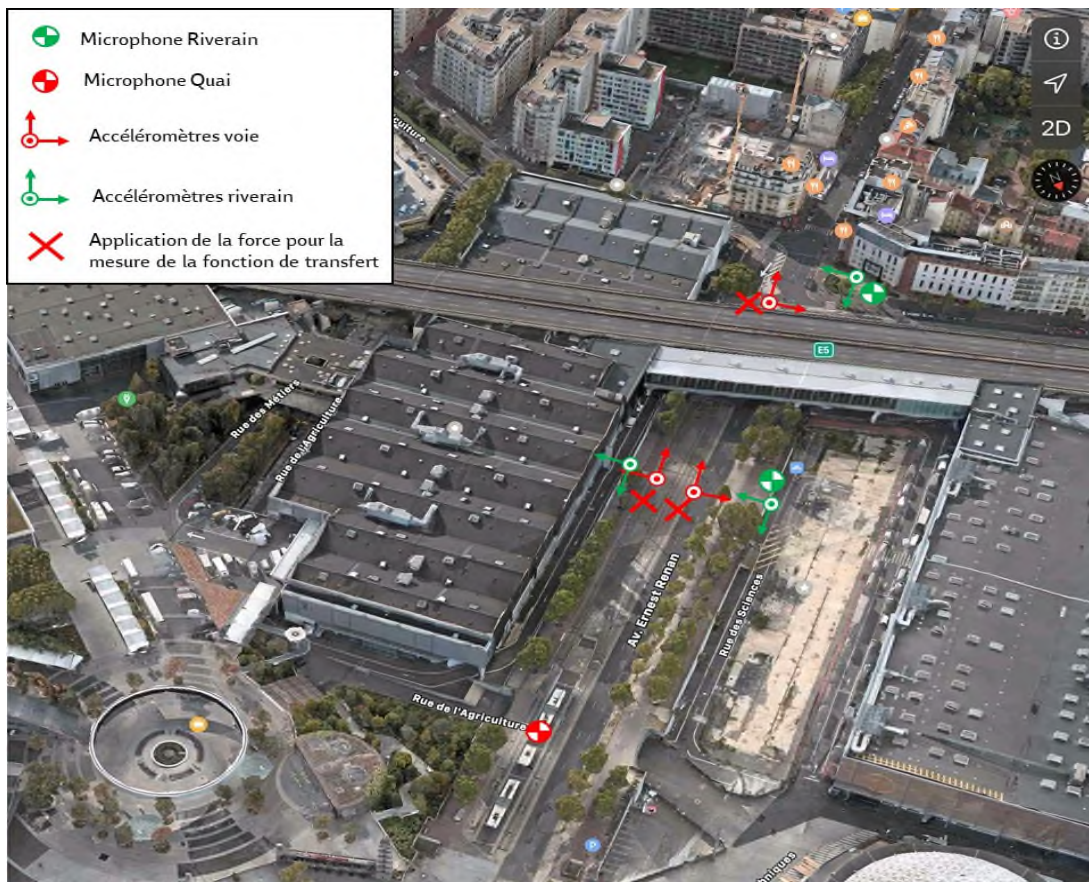 Microphone Riverain
Microphone Quai
Accéléromètres voie
Accéléromètres riverain
Application de la force pour la
mesure de la fonction de transfert
2D
E5
Rue des Métiers
Rue de l'Agriculture
Av. Ernest Renan
Rue des Sciences
Rue de l'Agriculture
P